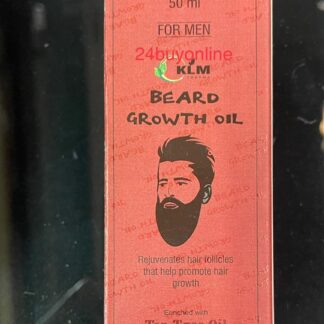 50 ml
FOR MEN
24buyonline
KLM
BEARD
GROWTH OIL
Rejuvenates hair follicles
that help promote hair
growth
Enriched with
Tea Tree Oil